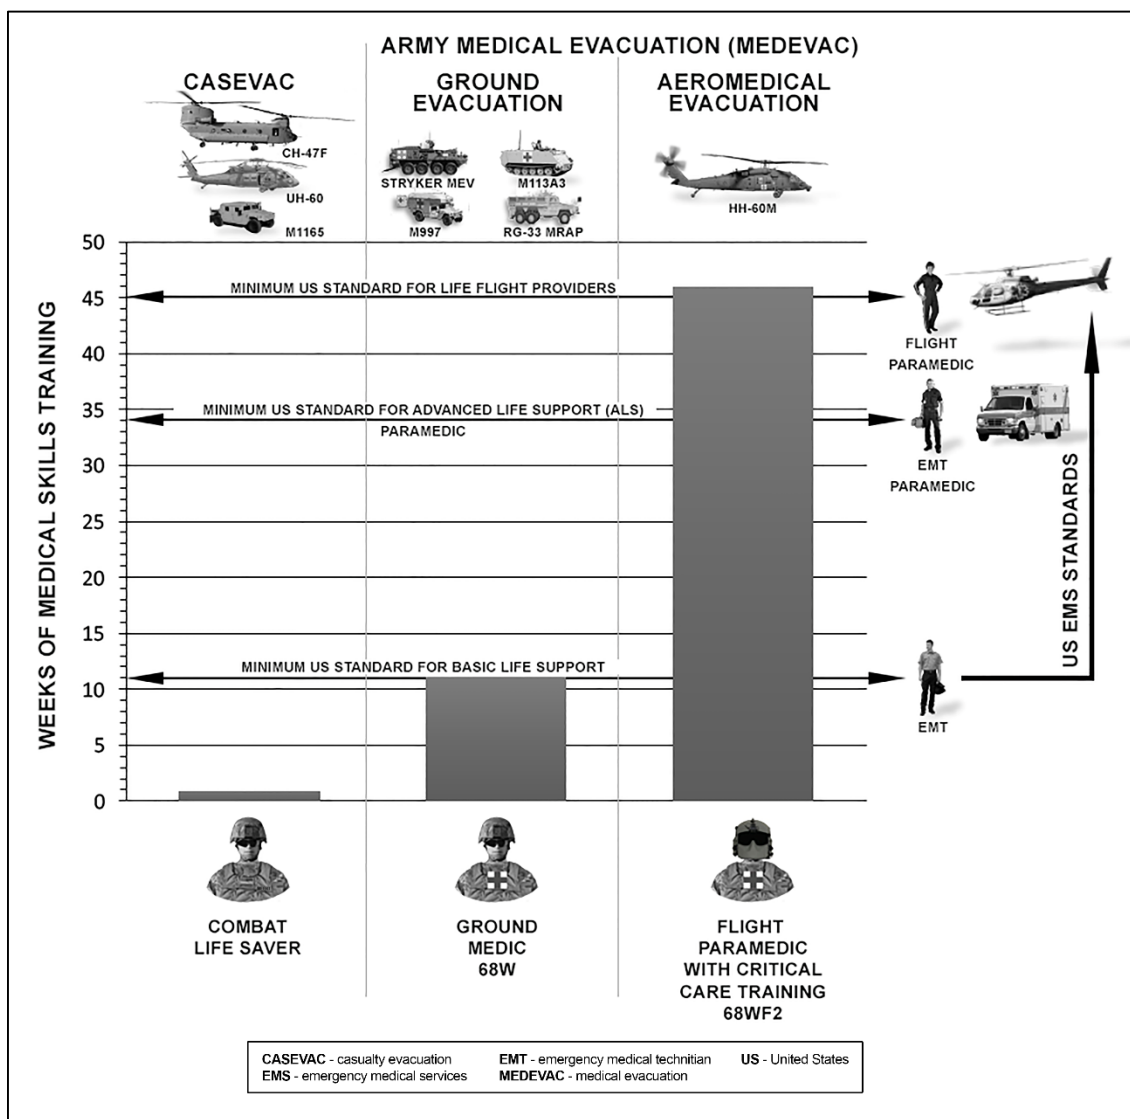 ARMY MEDICAL EVACUATION (MEDEVAC)
CASEVAC
GROUND
EVACUATION
AEROMEDICAL
EVACUATION
CH-47F
UH-60
M1165
STRYKER MEV
M113A3
M997
RG-33 MRAP
HH-60M
WEEKS OF MEDICAL SKILLS TRAINING
50
45
40
35
30
25
20
15
10
5
0
MINIMUM US STANDARD FOR LIFE FLIGHT PROVIDERS
MINIMUM US STANDARD FOR ADVANCED LIFE SUPPORT (ALS)
PARAMEDIC
MINIMUM US STANDARD FOR BASIC LIFE SUPPORT
FLIGHT
PARAMEDIC
EMT
PARAMEDIC
EMT
US EMS STANDARDS
COMBAT
LIFE SAVER
GROUND
MEDIC
68W
FLIGHT
PARAMEDIC
WITH CRITICAL
CARE TRAINING
68WF2
CASEVAC - casualty evacuation
EMT - emergency medical technitian
US - United States
EMS - emergency medical services
MEDEVAC - medical evacuation